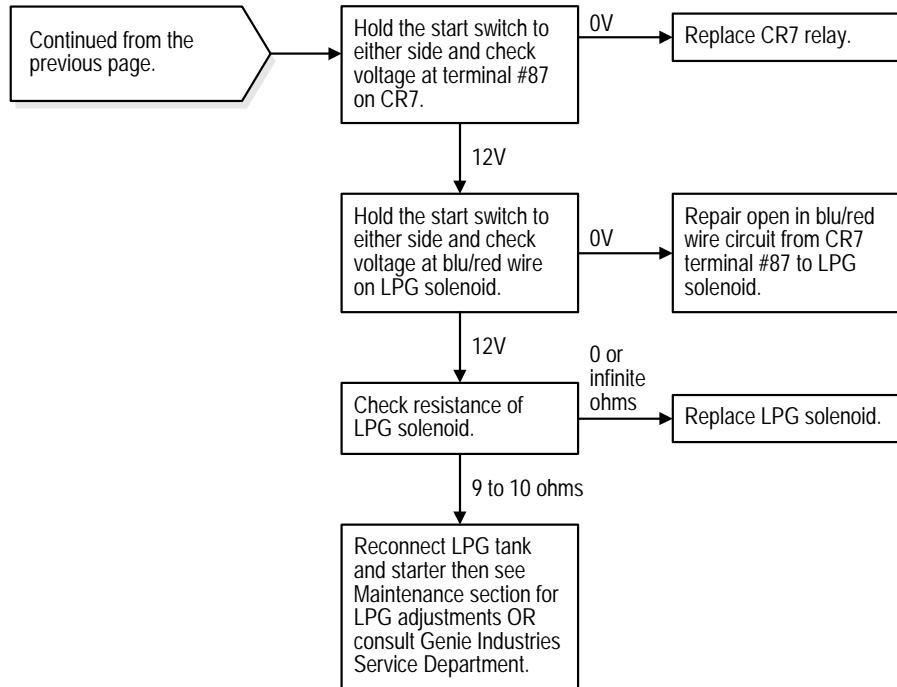 Continued from the
previous page.
Hold the start switch to
either side and check
voltage at terminal #87
on CR7.
0V
Replace CR7 relay.
12V
Hold the start switch to
either side and check
voltage at blu/red wire
on LPG solenoid.
0V
Repair open in blu/red
wire circuit from CR7
terminal #87 to LPG
solenoid.
12V
Check resistance of
LPG solenoid.
0 or
infinite
ohms
Replace LPG solenoid.
9 to 10 ohms
Reconnect LPG tank
and starter then see
Maintenance section for
LPG adjustments OR
consult Genie Industries
Service Department.